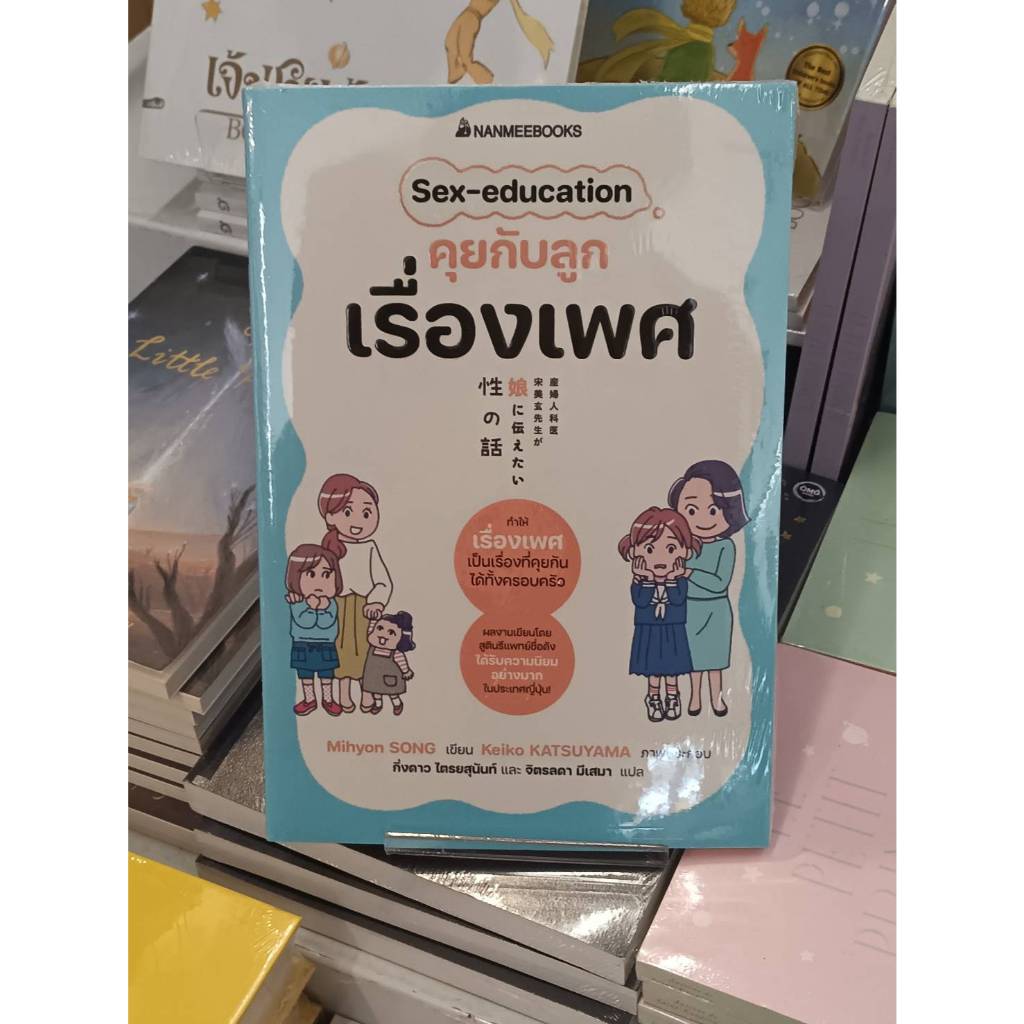 NANMEEBOOKS
Sex-education
คุยกับลูก
เรื่องเพศ
産婦人科医
宋美玄先生が
娘に伝えたい
性の話
ทำให้
เรื่องเพศ
เป็นเรื่องที่คุยกัน
ได้ทั้งครอบครัว
ผลงานเขียนโดย
สูตินรีแพทย์ชื่อดัง
ได้รับความนิยม
อย่างมาก
ในประเทศญี่ปุ่น!
Mihyon SONG เขียน Keiko KATSUYAMA
กิ่งดาว ไตรยสุนันท์ และ จิตรลดา มีเสมา แปล
Little
The Best
OMG